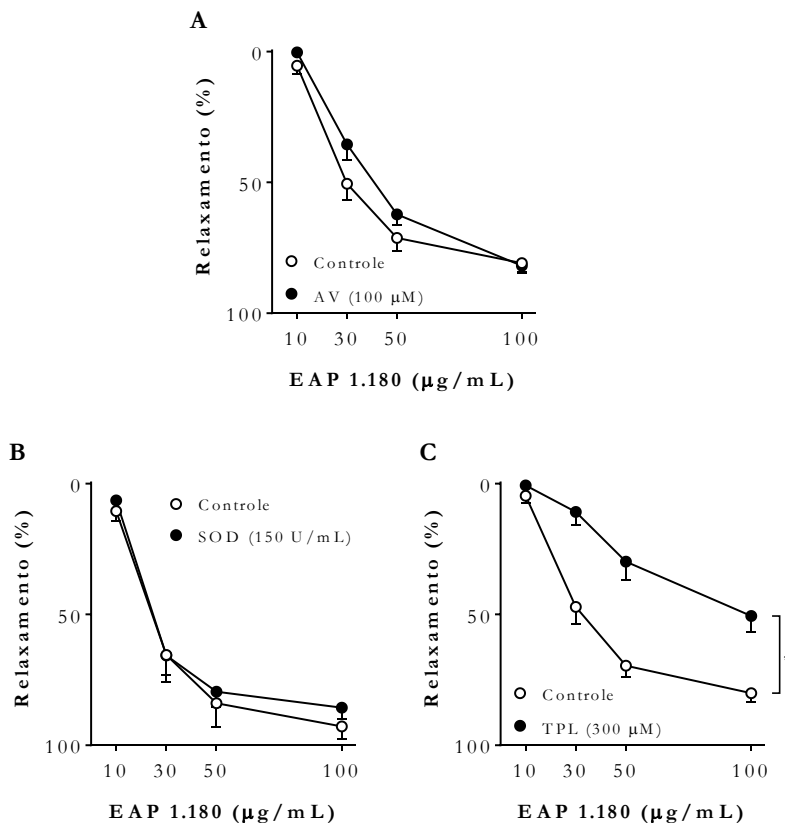 A
0
50
100
Relaxamento (%)
Controle
AV (100 µM)
10 30 50 100
EAP 1.180 (µg/mL)
B
0
50
100
Relaxamento (%)
Controle
SOD (150 U/mL)
10 30 50 100
EAP 1.180 (µg/mL)
C
0
50
100
Relaxamento (%)
Controle
TPL (300 µM)
10 30 50 100
EAP 1.180 (µg/mL)